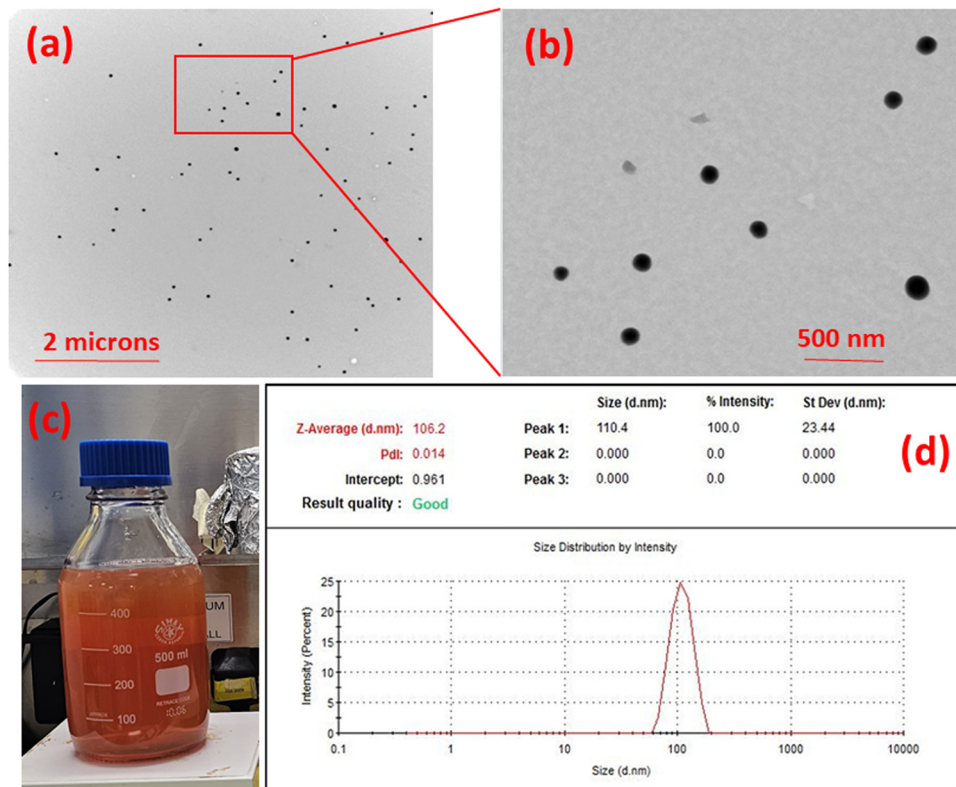 (a)
2 microns
(b)
500 nm
(c)
400
300
500 ml
200
100
UM
ALL
(d)
Size (d.nm): % Intensity: St Dev (d.nm):
Z-Average (d.nm): 106.2 Peak 1: 110.4 100.0 23.44
PdI: 0.014 Peak 2: 0.000 0.0 0.000
Intercept: 0.961 Peak 3: 0.000 0.0 0.000
Result quality : Good
Size Distribution by Intensity
Intensity (Percent)
25
20
15
10
5
0
0.1 1 10 100 1000 10000
Size (d.nm)